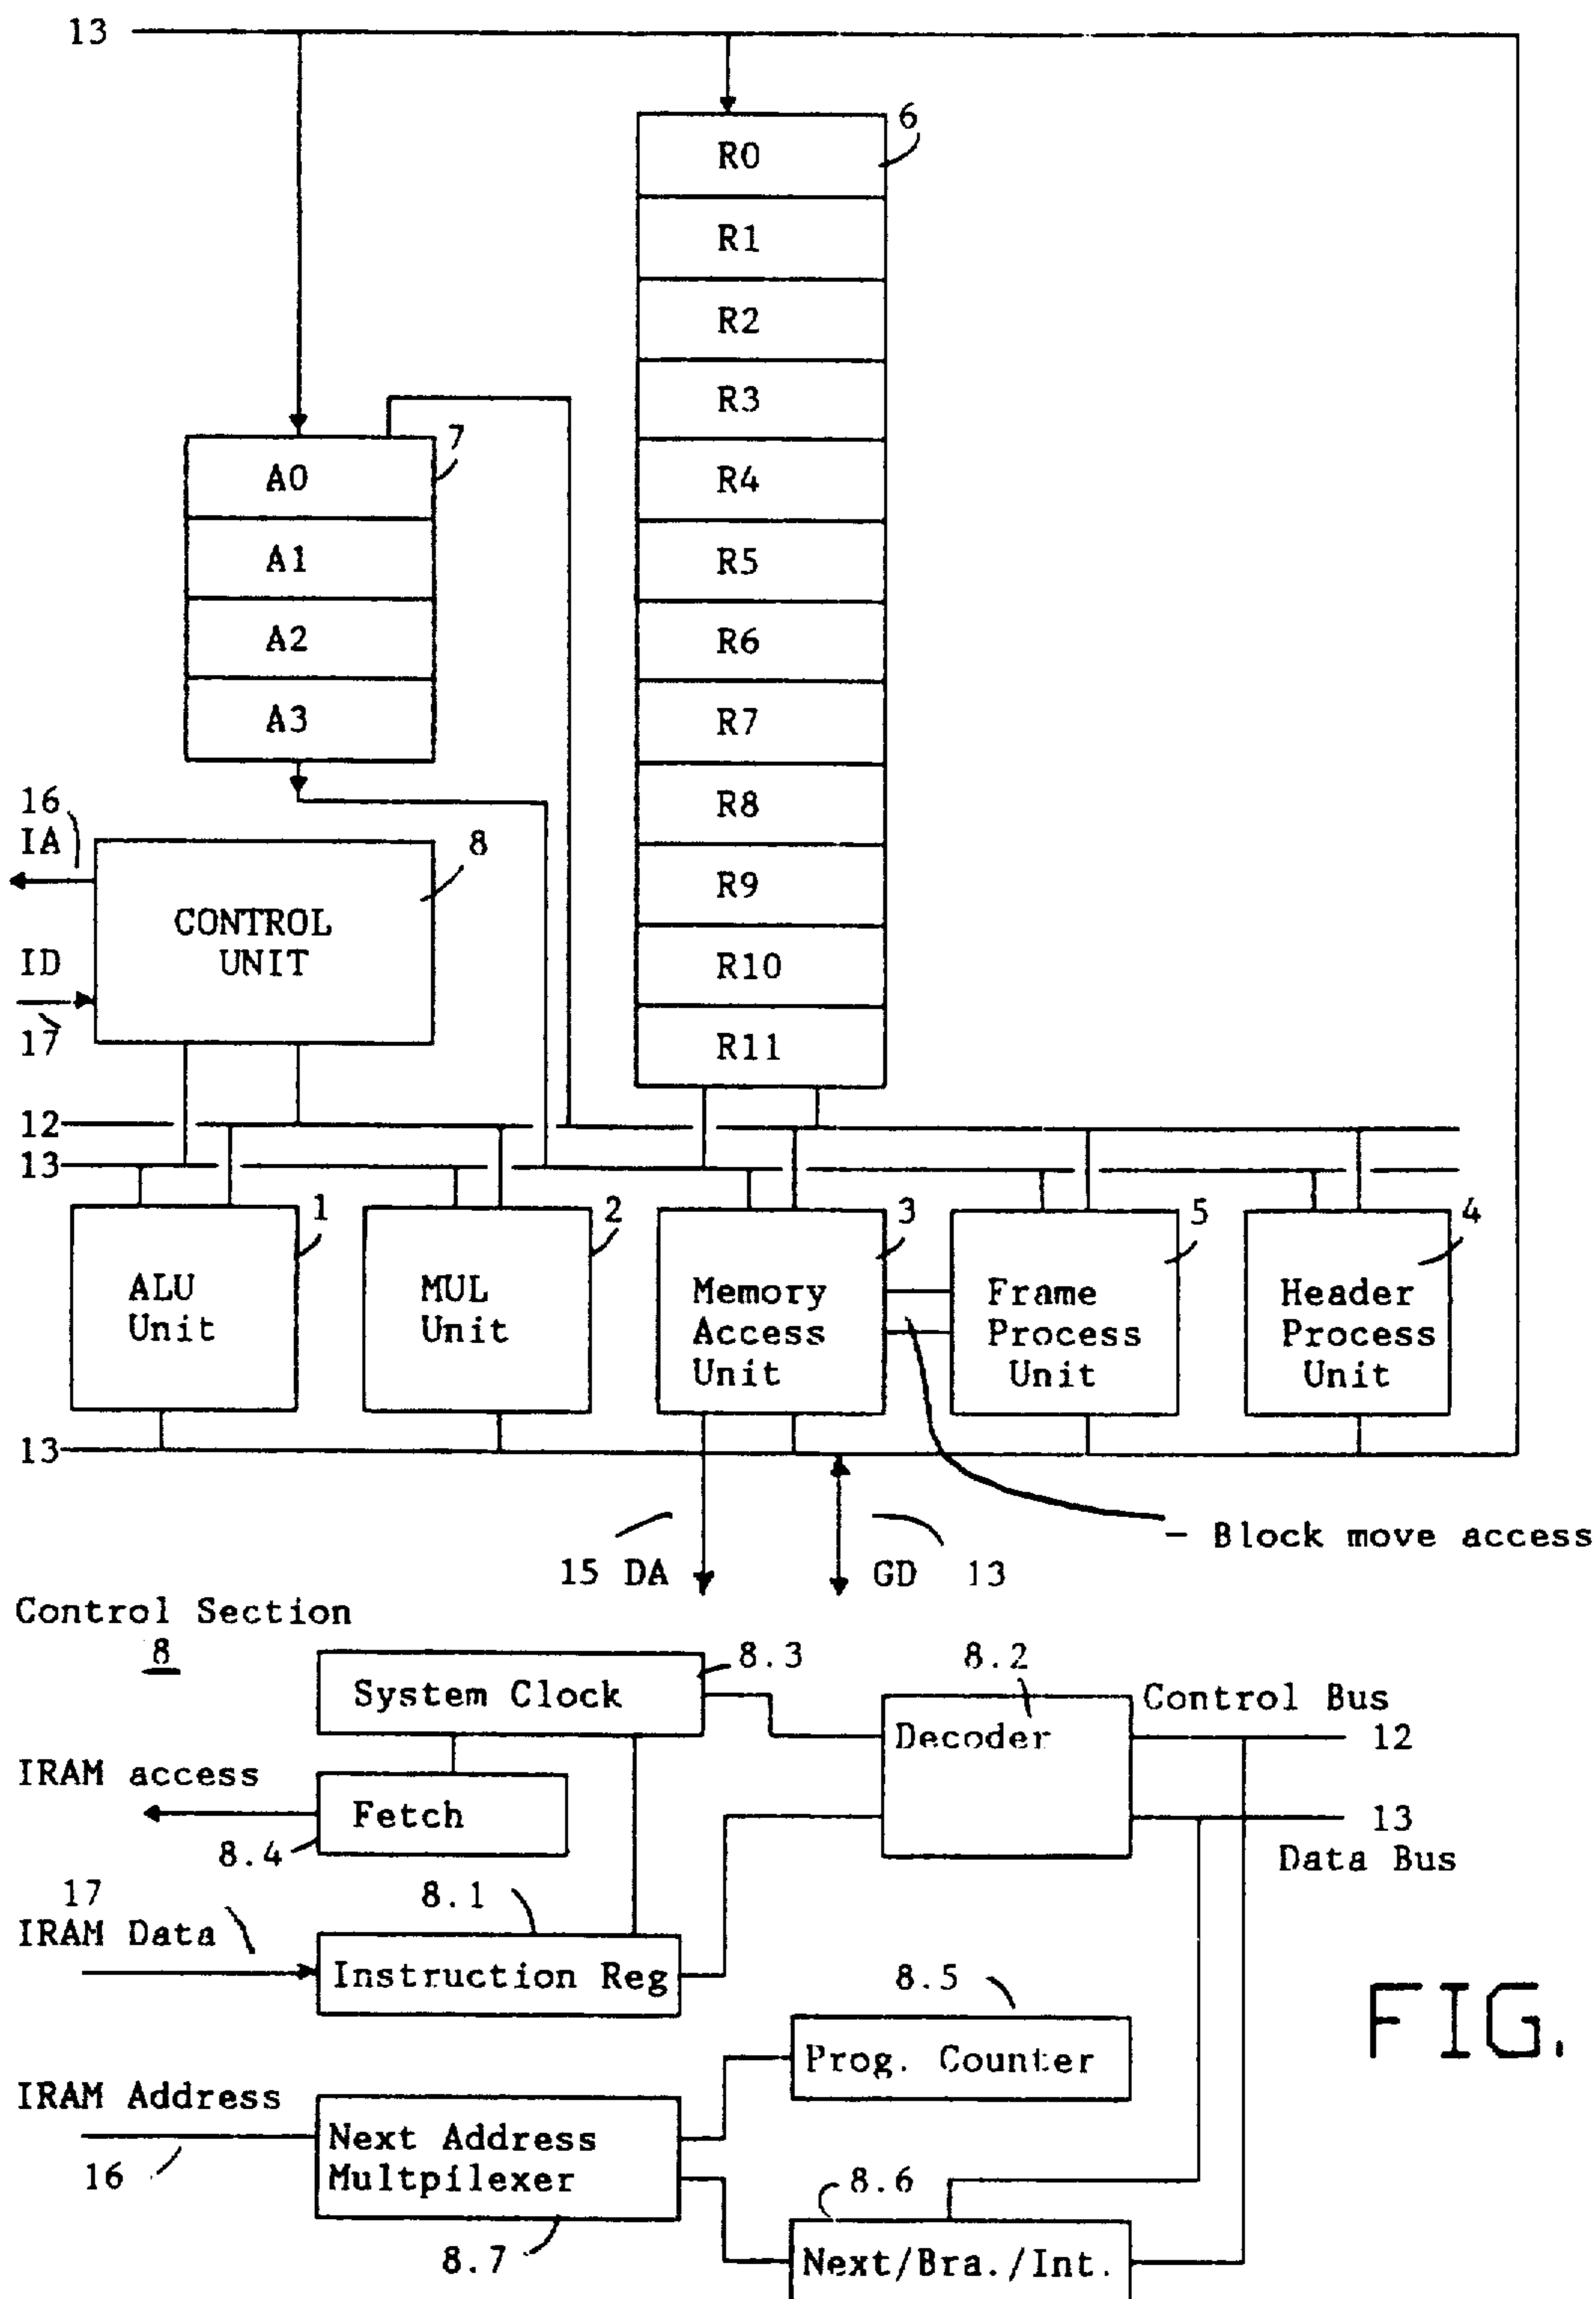 13
6
R0
R1
R2
R3
R4
R5
R6
R7
R8
R9
R10
R11
7
A0
A1
A2
A3
16
IA
8
CONTROL
UNIT
ID
17
12
13
1
ALU
Unit
2
MUL
Unit
3
Memory
Access
Unit
5
Frame
Process
Unit
4
Header
Process
Unit
13
- Block move access
15 DA
GD 13
Control Section
8
System Clock
8.3
8.2
Decoder
Control Bus
12
13
Data Bus
IRAM access
Fetch
8.4
17
IRAM Data
8.1
Instruction Reg
8.5
Prog. Counter
FIG.
IRAM Address
16
Next Address
Multpilexer
8.7
8.6
Next/Bra./Int.